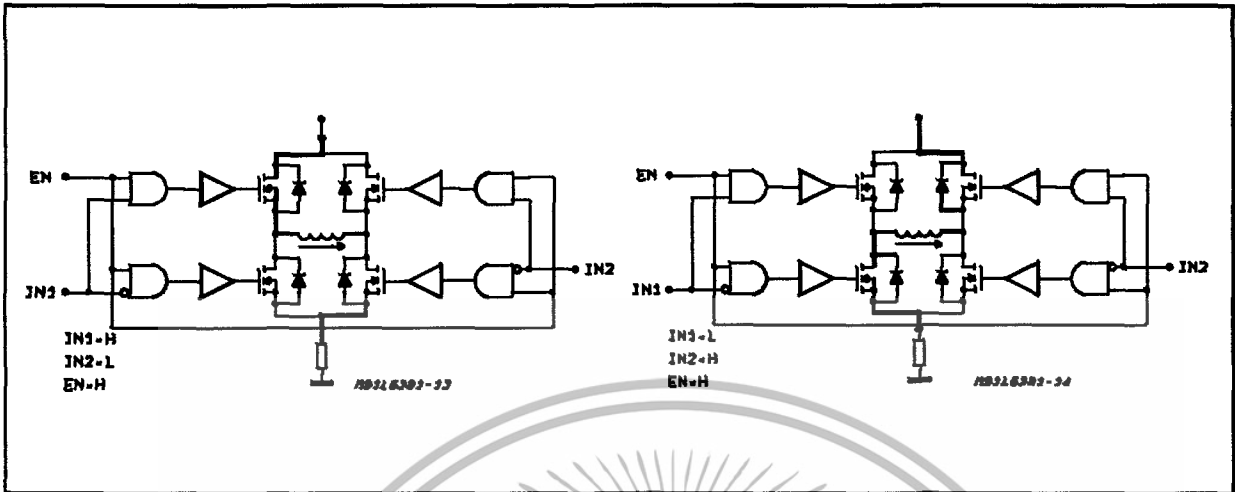 EN
IN1
IN2
IN1=H
IN2=L
EN=H
EN
IN1
IN2
IN1=L
IN2=H
EN=H